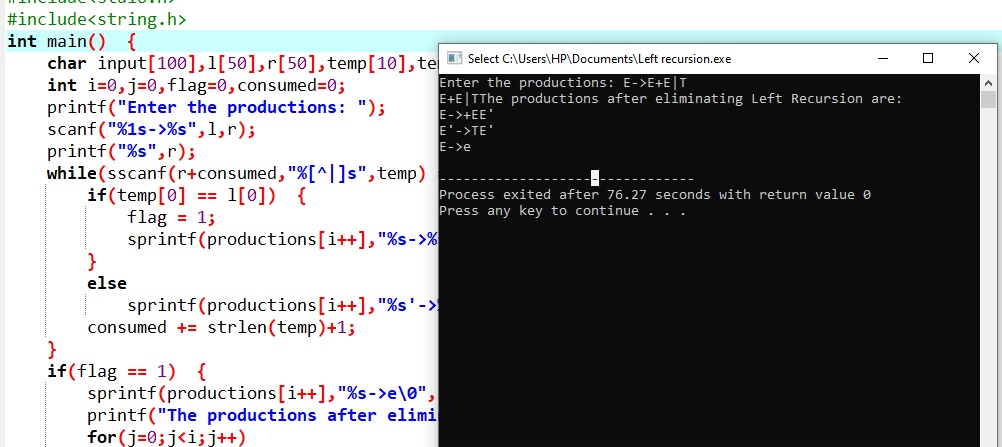 #include<stdio.h>
#include<string.h>
int main()  {
char input[100],l[50],r[50],temp[10],te
int i=0,j=0,flag=0,consumed=0;
printf("Enter the productions: ");
scanf("%1s->%s",l,r);
printf("%s",r);
while(sscanf(r+consumed,"%[^|]s",temp)
if(temp[0] == l[0])  {
flag = 1;
sprintf(productions[i++],"%s->%
}
else
sprintf(productions[i++],"%s'->
consumed += strlen(temp)+1;
}
if(flag == 1)  {
sprintf(productions[i++],"%s->e\0",
printf("The productions after elimi
for(j=0;j<i;j++)
Select C:\Users\HP\Documents\Left recursion.exe
Enter the productions: E->E+E|T
E+E|TThe productions after eliminating Left Recursion are:
E->+EE'
E'->TE'
E->e
--------------------------------
Process exited after 76.27 seconds with return value 0
Press any key to continue . . .